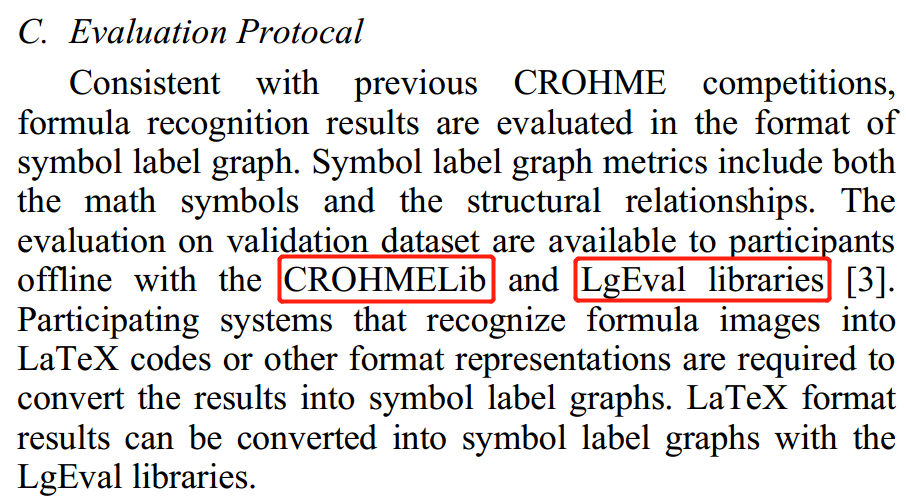 C. Evaluation Protocal
Consistent with previous CROHME competitions,
formula recognition results are evaluated in the format of
symbol label graph. Symbol label graph metrics include both
the math symbols and the structural relationships. The
evaluation on validation dataset are available to participants
offline with the CROHMELib and LgEval libraries [3].
Participating systems that recognize formula images into
LaTeX codes or other format representations are required to
convert the results into symbol label graphs. LaTeX format
results can be converted into symbol label graphs with the
LgEval libraries.